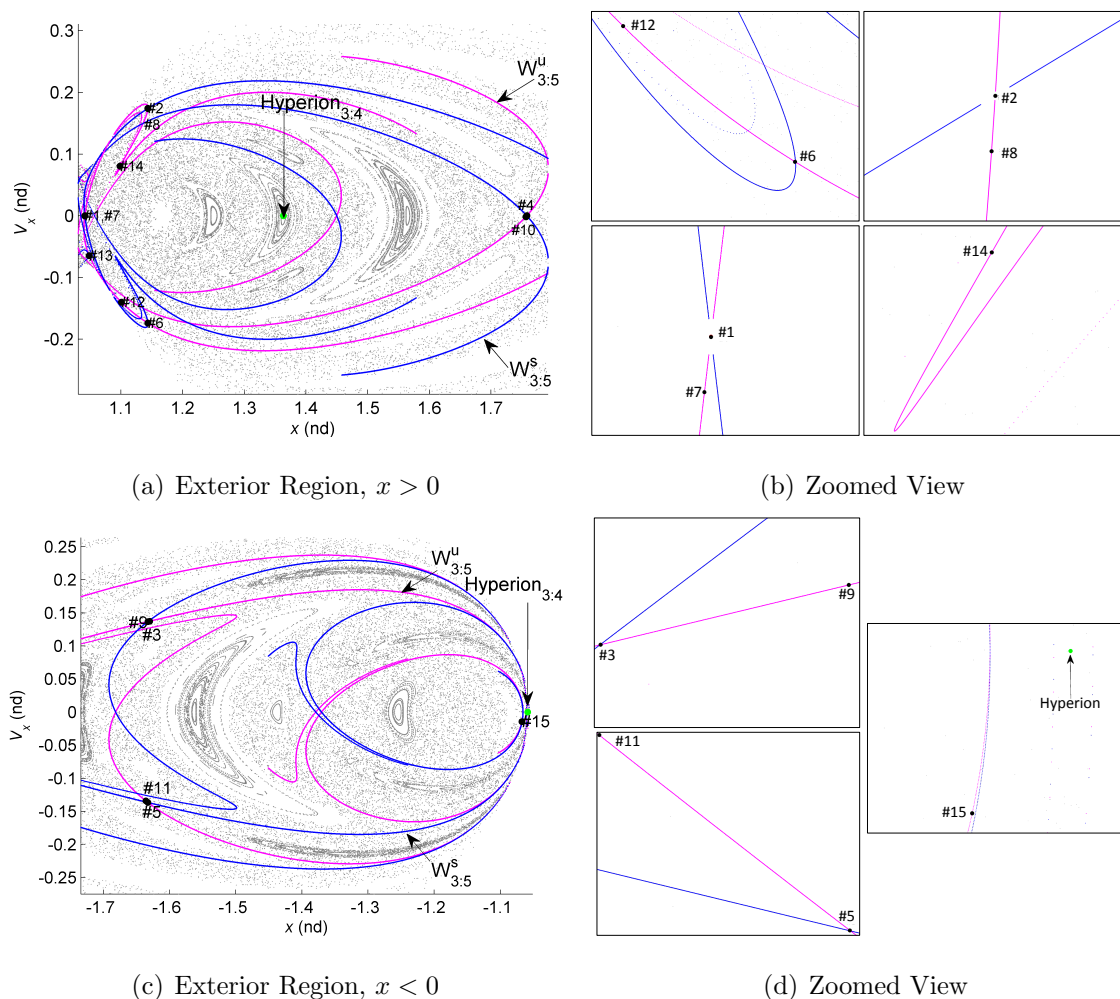 0.3
0.2
0.1
0
-0.1
-0.2
Vx (nd)
1.1 1.2 1.3 1.4 1.5 1.6 1.7
x (nd)
W^u_3:5
Hyperion3:4
#2
#8
#14
#1,#7
#4
#10
#13
#12
#6
W^s_3:5
#12
#6
#2
#8
#1
#7
#14
(a) Exterior Region, x > 0
(b) Zoomed View
0.25
0.2
0.15
0.1
0.05
0
-0.05
-0.1
-0.15
-0.2
-0.25
Vx (nd)
-1.7 -1.6 -1.5 -1.4 -1.3 -1.2 -1.1
x (nd)
W^u_3:5
Hyperion3:4
#9
#3
#15
#11
#5
W^s_3:5
#9
#3
#11
#5
Hyperion
#15
(c) Exterior Region, x < 0
(d) Zoomed View